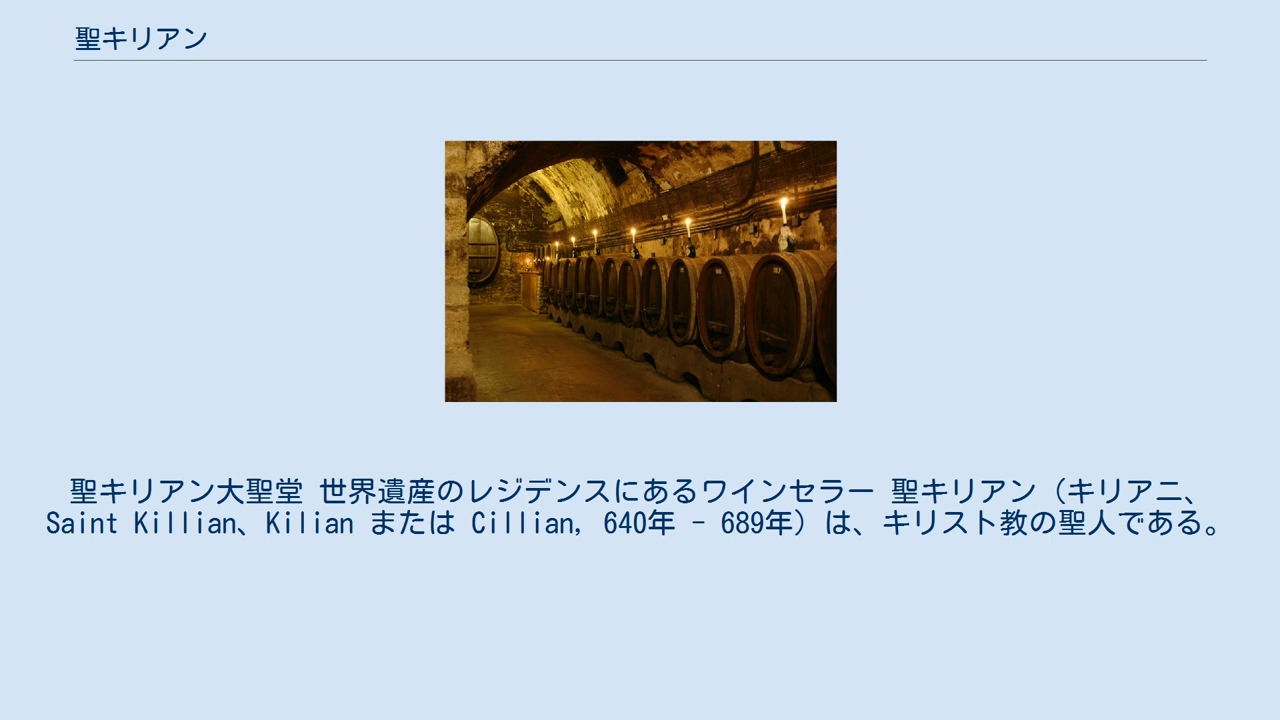 聖キリアン
聖キリアン大聖堂 世界遺産のレジデンスにあるワインセラー 聖キリアン（キリアニ、
Saint Killian、Kilian または Cillian, 640年 - 689年）は、キリスト教の聖人である。